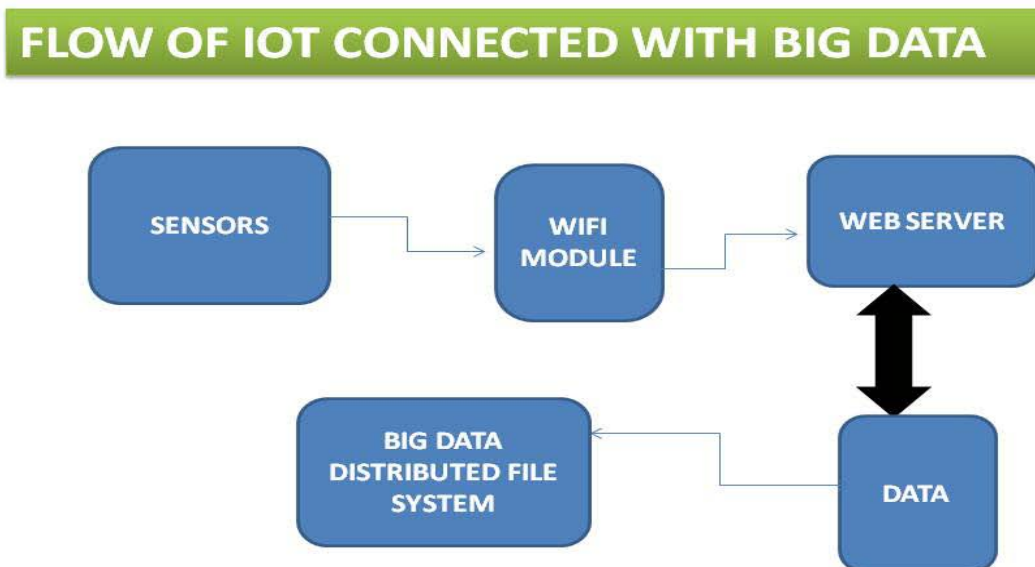 FLOW OF IOT CONNECTED WITH BIG DATA
SENSORS
WIFI
MODULE
WEB SERVER
BIG DATA
DISTRIBUTED FILE
SYSTEM
DATA